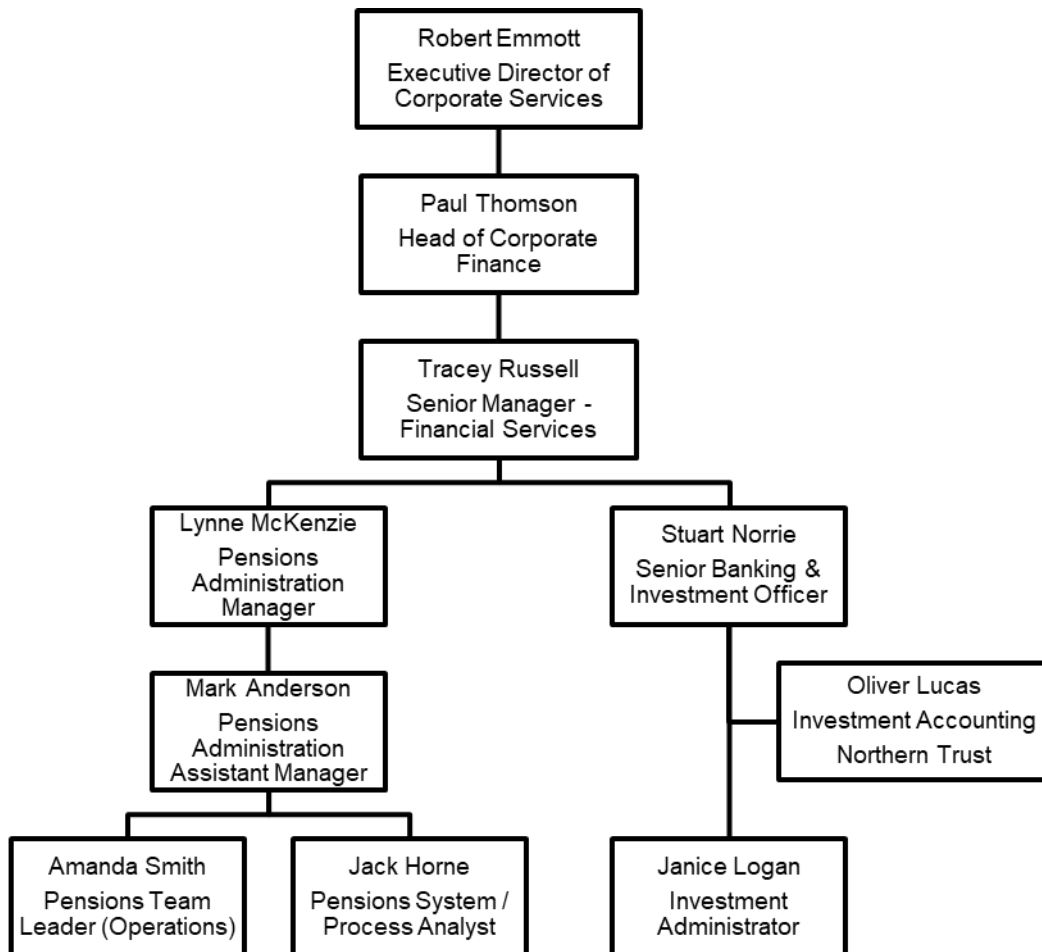 Robert Emmott
Executive Director of
Corporate Services
Paul Thomson
Head of Corporate
Finance
Tracey Russell
Senior Manager -
Financial Services
Lynne McKenzie
Pensions
Administration
Manager
Stuart Norrie
Senior Banking &
Investment Officer
Mark Anderson
Pensions
Administration
Assistant Manager
Oliver Lucas
Investment Accounting
Northern Trust
Amanda Smith
Pensions Team
Leader (Operations)
Jack Horne
Pensions System /
Process Analyst
Janice Logan
Investment
Administrator